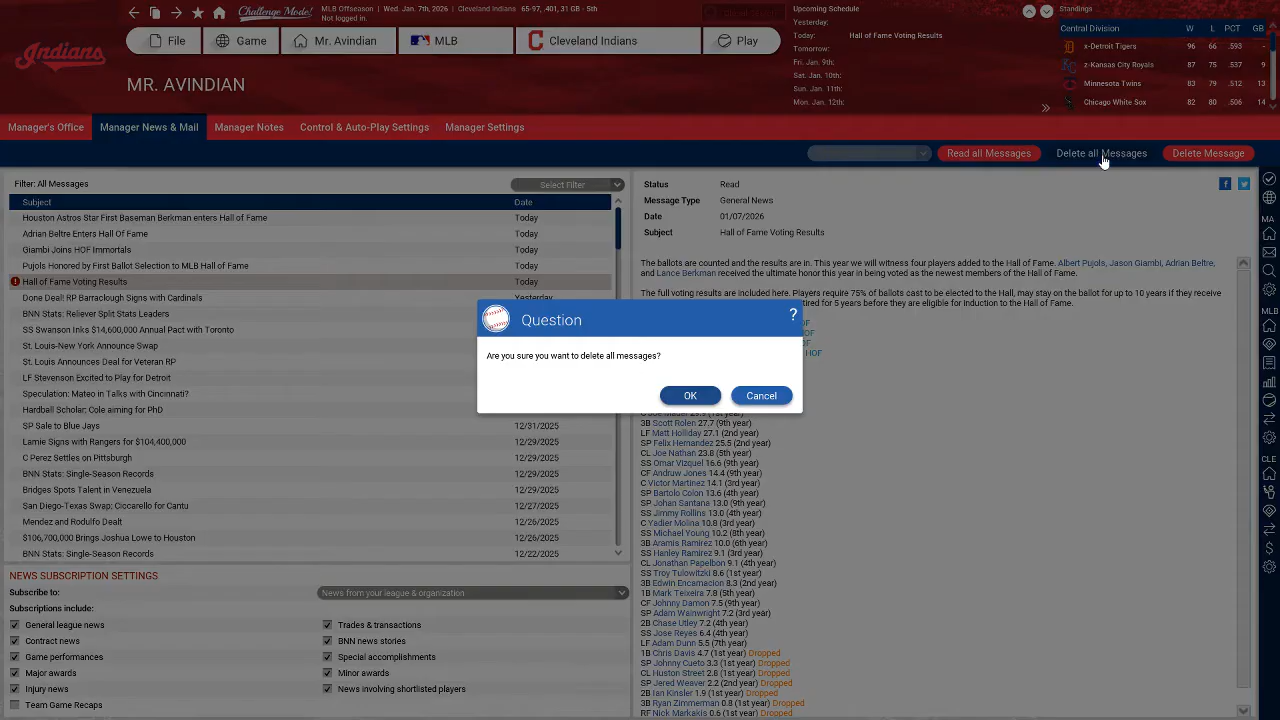 Challenge Mode!
MLB Offseason | Wed. Jan. 7th, 2026 | Cleveland Indians 65-97, .401, 31 GB - 5th
Not logged in.
Upcoming Schedule
Yesterday:
Today: Hall of Fame Voting Results
Tomorrow:
Fri. Jan. 9th:
Sat. Jan. 10th:
Sun. Jan. 11th:
Mon. Jan. 12th:
Standings
Central Division W L PCT GB
x-Detroit Tigers 96 66 .593 -
z-Kansas City Royals 87 75 .537 9
Minnesota Twins 83 79 .512 13
Chicago White Sox 82 80 .506 14
File Game Mr. Avindian MLB Cleveland Indians Play
Indians
MR. AVINDIAN
Manager's Office Manager News & Mail Manager Notes Control & Auto-Play Settings Manager Settings
Read all Messages Delete all Messages Delete Message
Filter: All Messages Select Filter
Subject Date
Houston Astros Star First Baseman Berkman enters Hall of Fame Today
Adrian Beltre Enters Hall Of Fame Today
Giambi Joins HOF Immortals Today
Pujols Honored by First Ballot Selection to MLB Hall of Fame Today
Hall of Fame Voting Results Today
Done Deal! RP Barraclough Signs with Cardinals Yesterday
BNN Stats: Reliever Split Stats Leaders
SS Swanson Inks $14,600,000 Annual Pact with Toronto
St. Louis-New York Announce Swap
St. Louis Announces Deal for Veteran RP
LF Stevenson Excited to Play for Detroit
Speculation: Mateo in Talks with Cincinnati?
Hardball Scholar: Cole aiming for PhD
SP Sale to Blue Jays 12/31/2025
Lamie Signs with Rangers for $104,400,000 12/29/2025
C Perez Settles on Pittsburgh 12/29/2025
BNN Stats: Single-Season Records 12/29/2025
Bridges Spots Talent in Venezuela 12/29/2025
San Diego-Texas Swap; Ciccarello for Cantu 12/27/2025
Mendez and Rodulfo Dealt 12/26/2025
$106,700,000 Brings Joshua Lowe to Houston 12/26/2025
BNN Stats: Single-Season Records 12/22/2025
NEWS SUBSCRIPTION SETTINGS
Subscribe to: News from your league & organization
Subscriptions include:
General league news Trades & transactions
Contract news BNN news stories
Game performances Special accomplishments
Major awards Minor awards
Injury news News involving shortlisted players
Team Game Recaps
Status Read
Message Type General News
Date 01/07/2026
Subject Hall of Fame Voting Results
The ballots are counted and the results are in. This year we will witness four players added to the Hall of Fame. Albert Pujols, Jason Giambi, Adrian Beltre,
and Lance Berkman received the ultimate honor this year in being voted as the newest members of the Hall of Fame.
The full voting results are included here. Players require 75% of ballots cast to be elected to the Hall, may stay on the ballot for up to 10 years if they receive
tired for 5 years before they are eligible for induction to the Hall of Fame.
HOF
Question
?
Are you sure you want to delete all messages?
OK Cancel
3B Scott Rolen 27.7 (9th year)
LF Matt Holliday 27.1 (2nd year)
SP Felix Hernandez 25.5 (2nd year)
CL Joe Nathan 23.8 (5th year)
SS Omar Vizquel 16.6 (9th year)
CF Andruw Jones 14.4 (9th year)
C Victor Martinez 14.1 (3rd year)
SP Bartolo Colon 13.6 (2nd year)
SP Johan Santana 13.0 (9th year)
SS Jimmy Rollins 13.0 (4th year)
C Yadier Molina 10.8 (3rd year)
SS Michael Young 10.2 (8th year)
3B Aramis Ramirez 10.0 (6th year)
SS Hanley Ramirez 9.1 (3rd year)
CL Jonathan Papelbon 9.1 (4th year)
SS Troy Tulowitzki 8.6 (1st year)
3B Edwin Encarnacion 8.3 (2nd year)
1B Mark Teixeira 7.8 (5th year)
CF Johnny Damon 7.5 (9th year)
SP Adam Wainwright 7.2 (3rd year)
2B Chase Utley 7.2 (4th year)
SS Jose Reyes 6.4 (4th year)
LF Adam Dunn 5.5 (7th year)
1B Chris Davis 4.7 (1st year) Dropped
SP Johnny Cueto 3.3 (1st year) Dropped
CL Huston Street 2.8 (1st year) Dropped
SP Jered Weaver 2.2 (2nd year) Dropped
2B Ian Kinsler 1.9 (1st year) Dropped
3B Ryan Zimmerman 0.8 (1st year) Dropped
RF Nick Markakis 0.6 (1st year) Dropped
MA
MLB
CLE